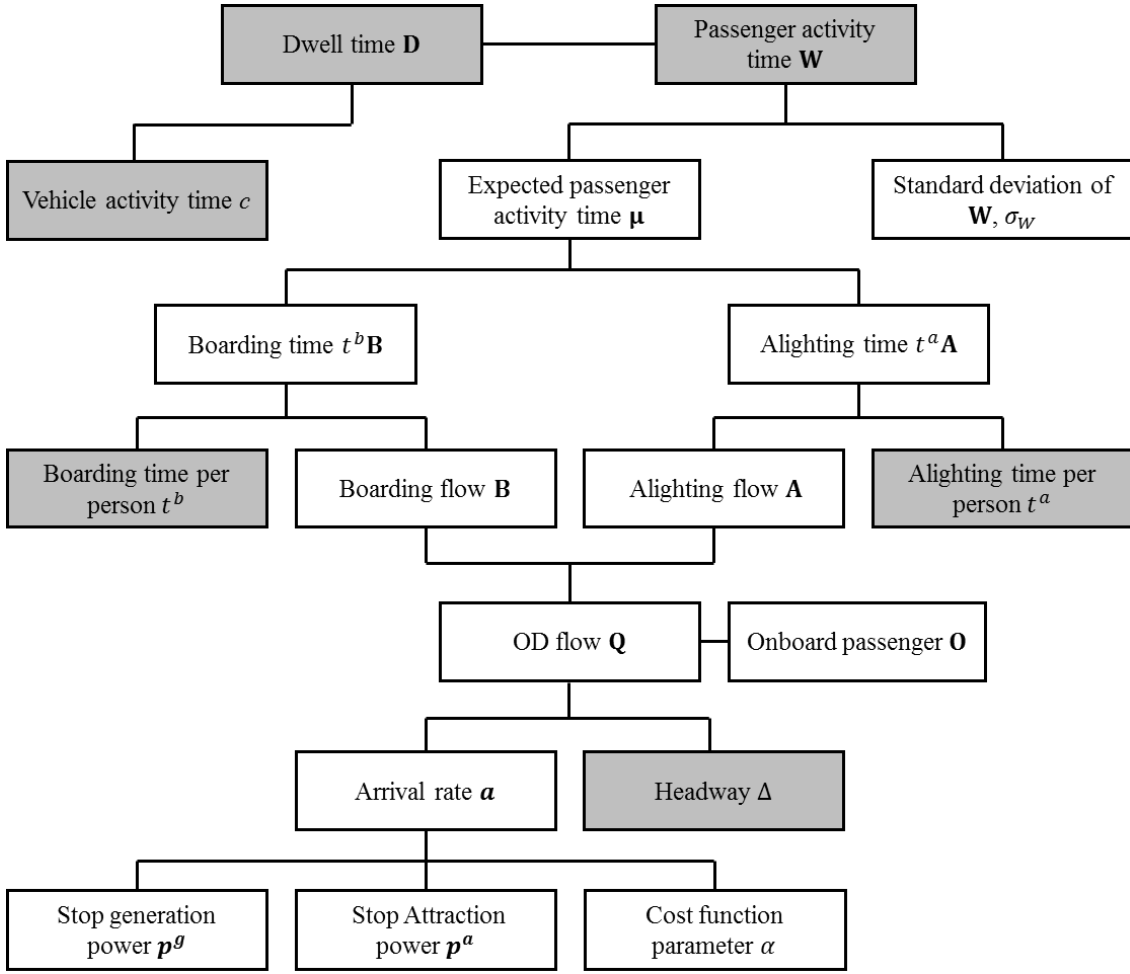 Dwell time D
Passenger activity
time W
Vehicle activity time c
Expected passenger
activity time μ
Standard deviation of
W, σ_W
Boarding time t^b B
Alighting time t^a A
Boarding time per
person t^b
Boarding flow B
Alighting flow A
Alighting time per
person t^a
OD flow Q
Onboard passenger O
Arrival rate a
Headway Δ
Stop generation
power p^g
Stop Attraction
power p^a
Cost function
parameter α